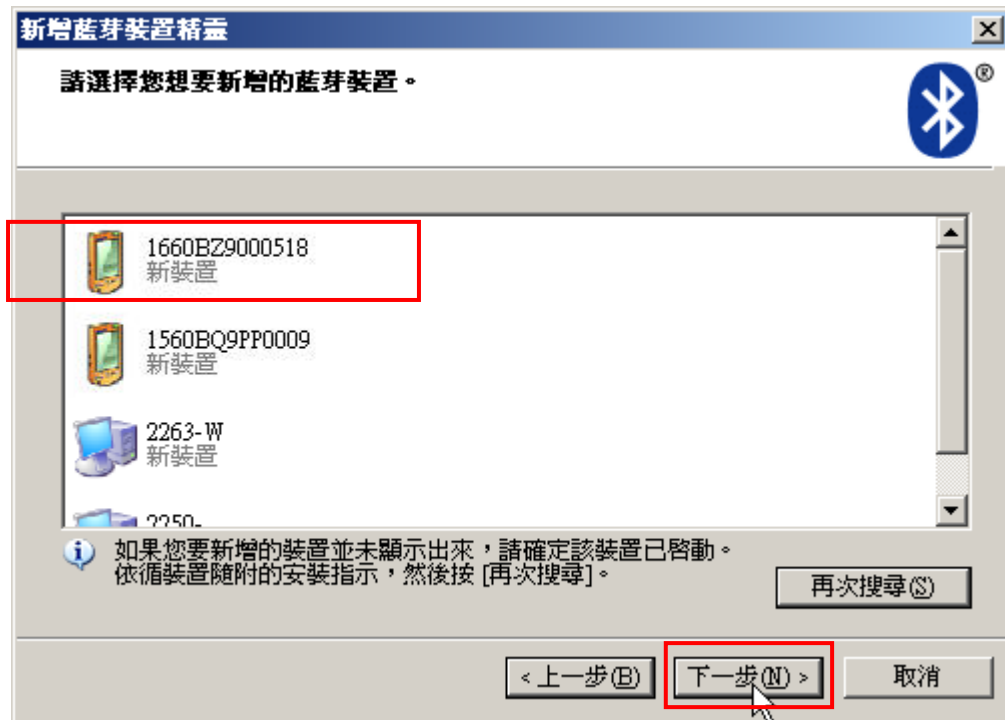 新增藍芽裝置精靈
請選擇您想要新增的藍芽裝置。
®
1660BZ9000518
新裝置
1560BQ9PP0009
新裝置
2263-W
新裝置
2250-
如果您要新增的裝置並未顯示出來，請確定該裝置已啓動。
依循裝置隨附的安裝指示，然後按 [再次搜尋]。
再次搜尋(S)
< 上一步(B)
下一步(N) >
取消